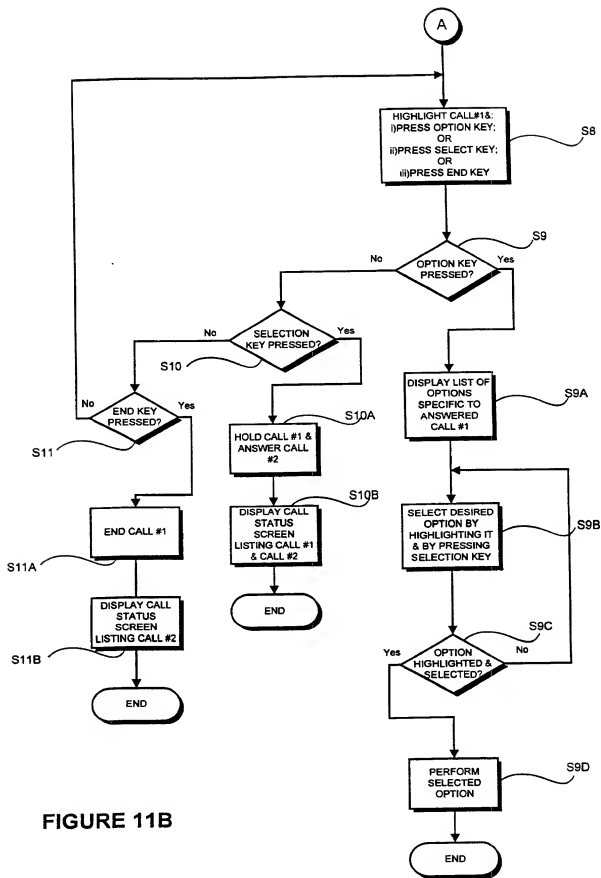 A
HIGHLIGHT CALL#1&:
i)PRESS OPTION KEY;
OR
ii)PRESS SELECT KEY;
OR
iii)PRESS END KEY
S8
S9
No
OPTION KEY
PRESSED?
Yes
No
SELECTION
KEY PRESSED?
Yes
S10
No
END KEY
PRESSED?
Yes
S11
DISPLAY LIST OF
OPTIONS
SPECIFIC TO
ANSWERED
CALL #1
S9A
S10A
HOLD CALL #1 &
ANSWER CALL
#2
S10B
DISPLAY CALL
STATUS
SCREEN
LISTING CALL #1
& CALL #2
END
SELECT DESIRED
OPTION BY
HIGHLIGHTING IT
& BY PRESSING
SELECTION KEY
S9B
END CALL #1
S11A
DISPLAY CALL
STATUS
SCREEN
LISTING CALL #2
S11B
END
S9C
Yes
OPTION
HIGHLIGHTED &
SELECTED?
No
PERFORM
SELECTED
OPTION
S9D
END
FIGURE 11B